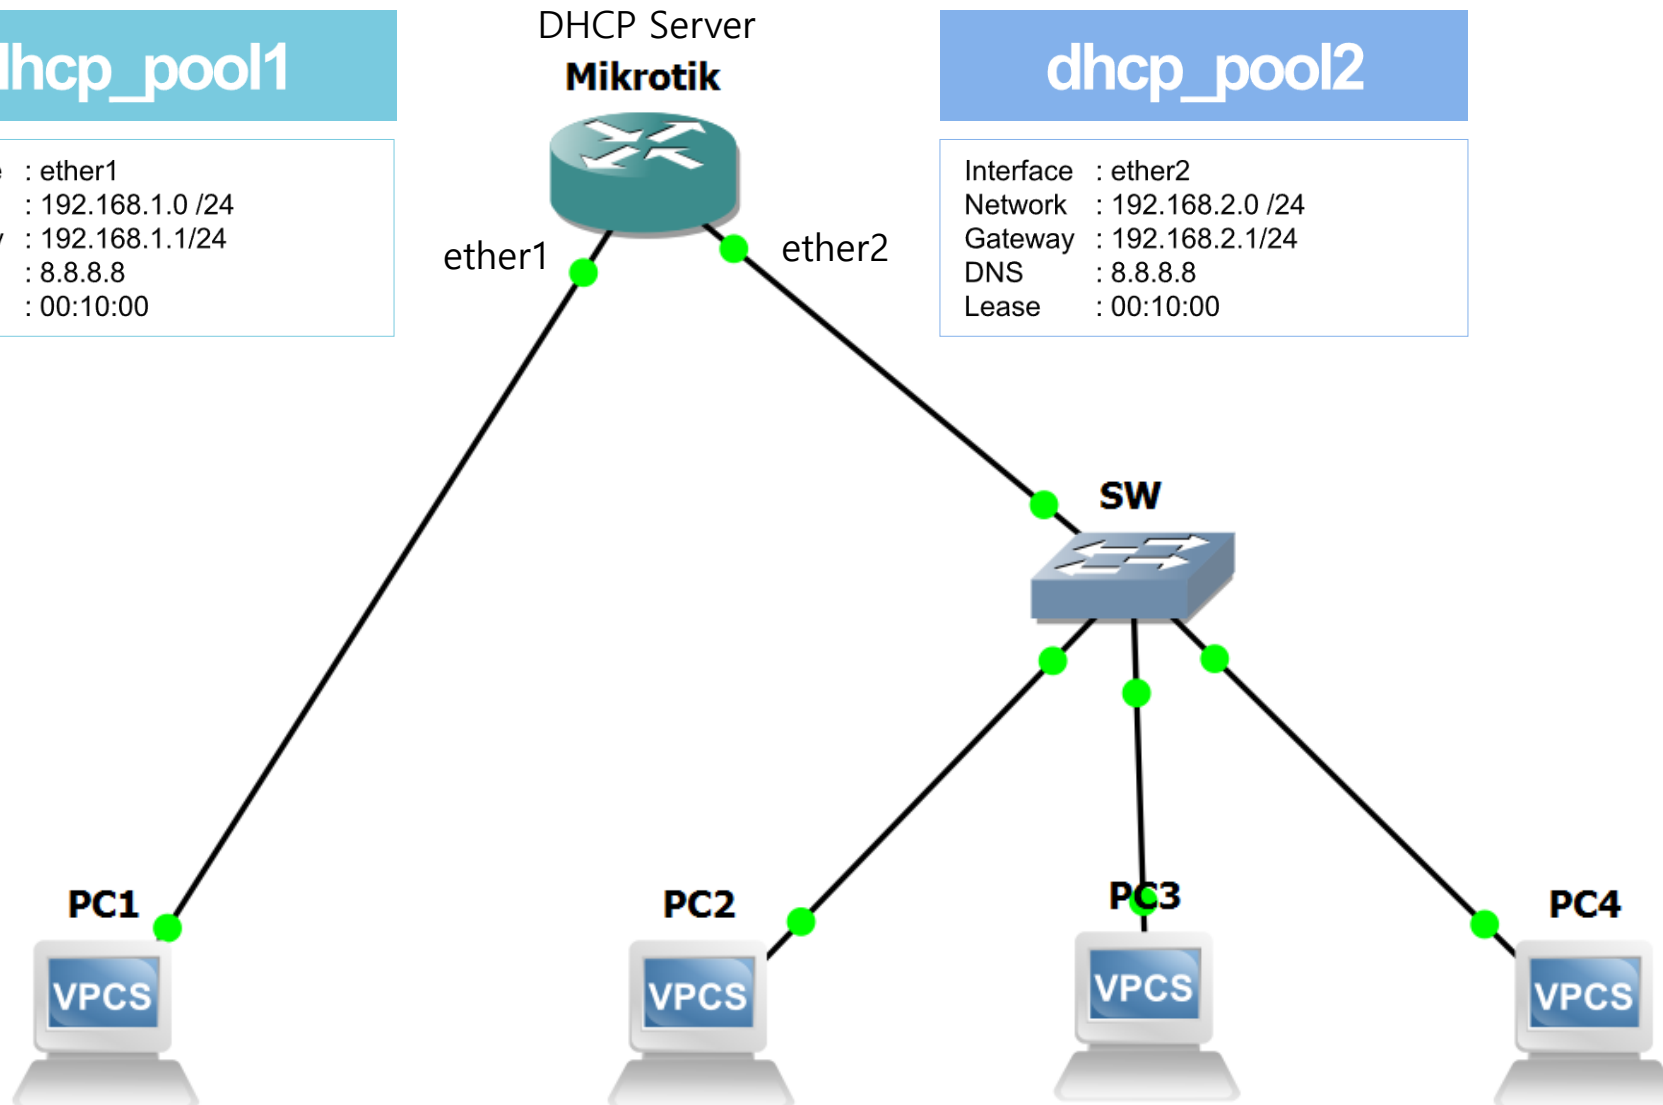 DHCP Server
Mikrotik
hcp_pool1
: ether1
: 192.168.1.0 /24
: 192.168.1.1/24
: 8.8.8.8
: 00:10:00
dhcp_pool2
Interface : ether2
Network : 192.168.2.0 /24
Gateway : 192.168.2.1/24
DNS : 8.8.8.8
Lease : 00:10:00
ether1
ether2
SW
PC1
PC2
PC3
PC4
VPCS
VPCS
VPCS
VPCS